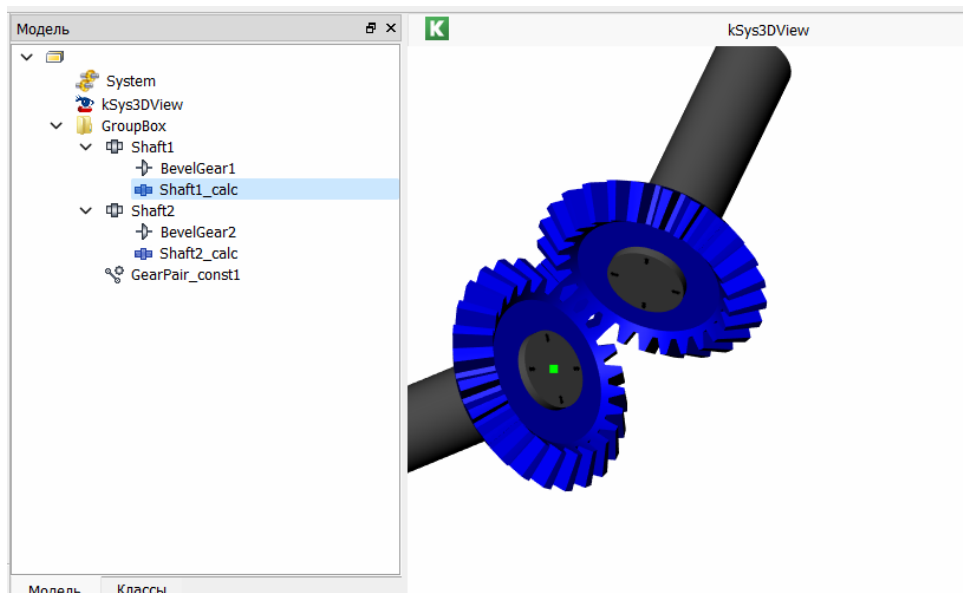 Модель
kSys3DView
System
kSys3DView
GroupBox
Shaft1
BevelGear1
Shaft1_calc
Shaft2
BevelGear2
Shaft2_calc
GearPair_const1
Модель Классы